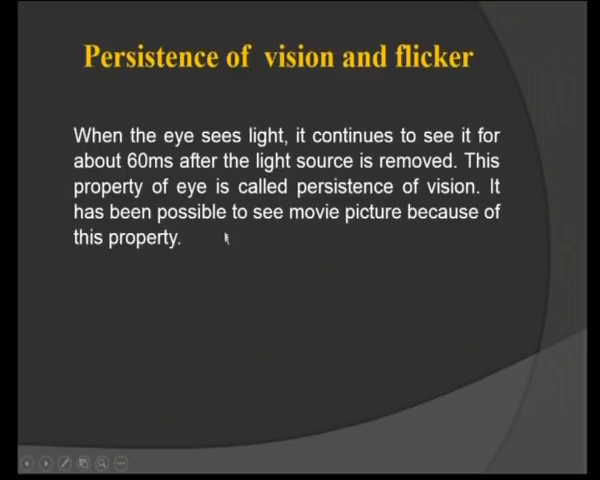 Persistence of vision and flicker
When the eye sees light, it continues to see it for
about 60ms after the light source is removed. This
property of eye is called persistence of vision. It
has been possible to see movie picture because of
this property.